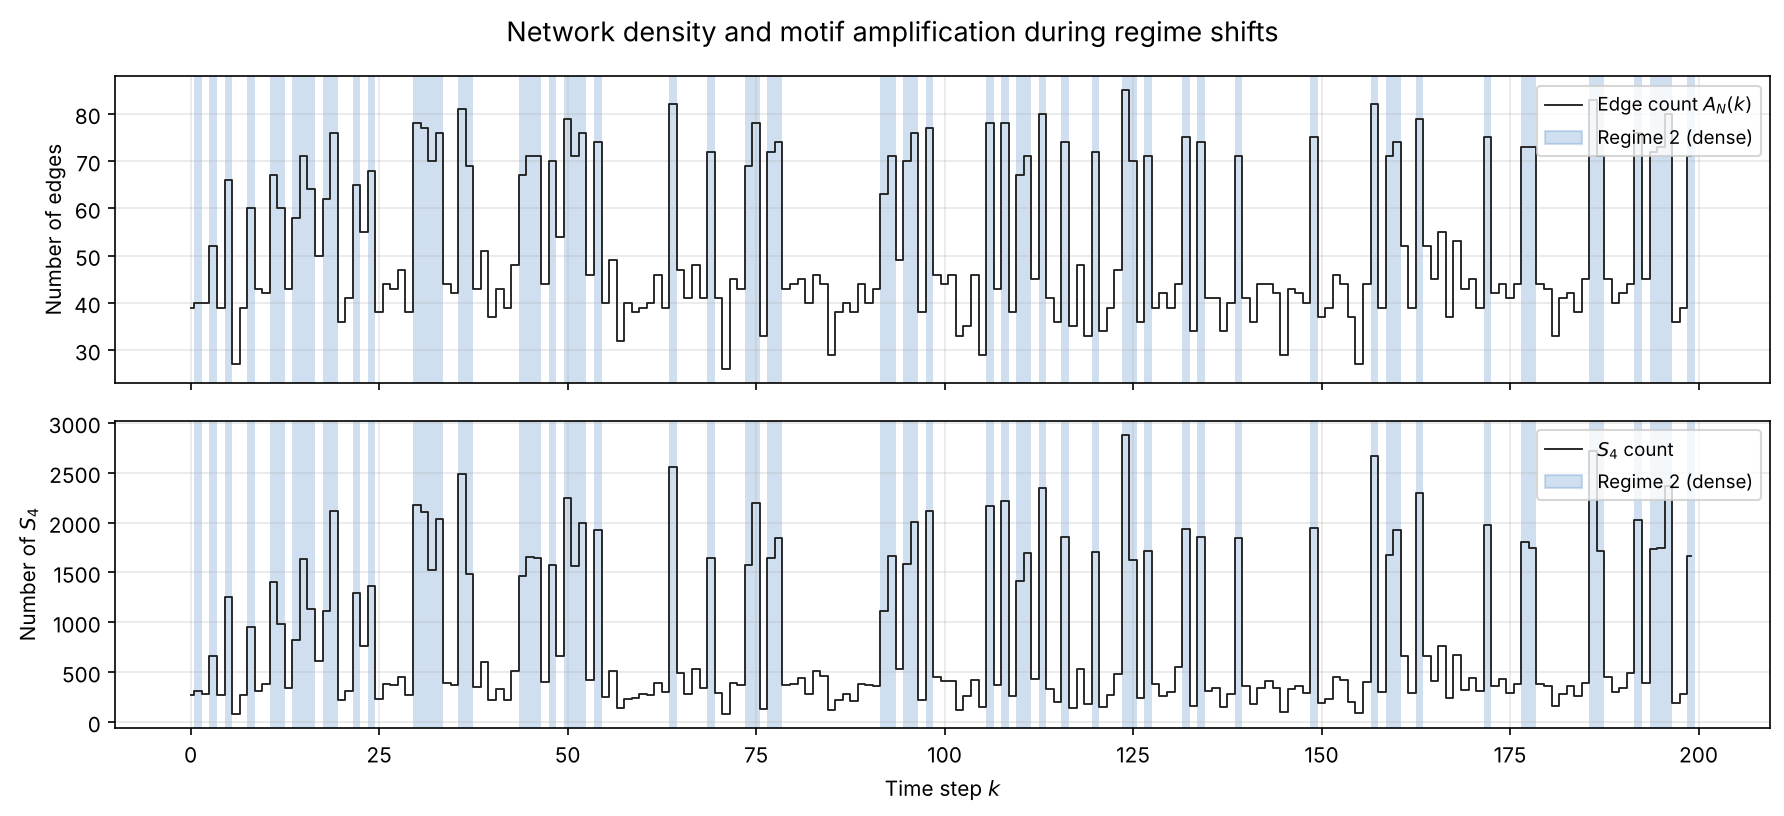 Network density and motif amplification during regime shifts
Number of edges
80
70
60
50
40
30
Edge count A_N(k)
Regime 2 (dense)
Number of S₄
3000
2500
2000
1500
1000
500
0
S₄ count
Regime 2 (dense)
0 25 50 75 100 125 150 175 200
Time step k